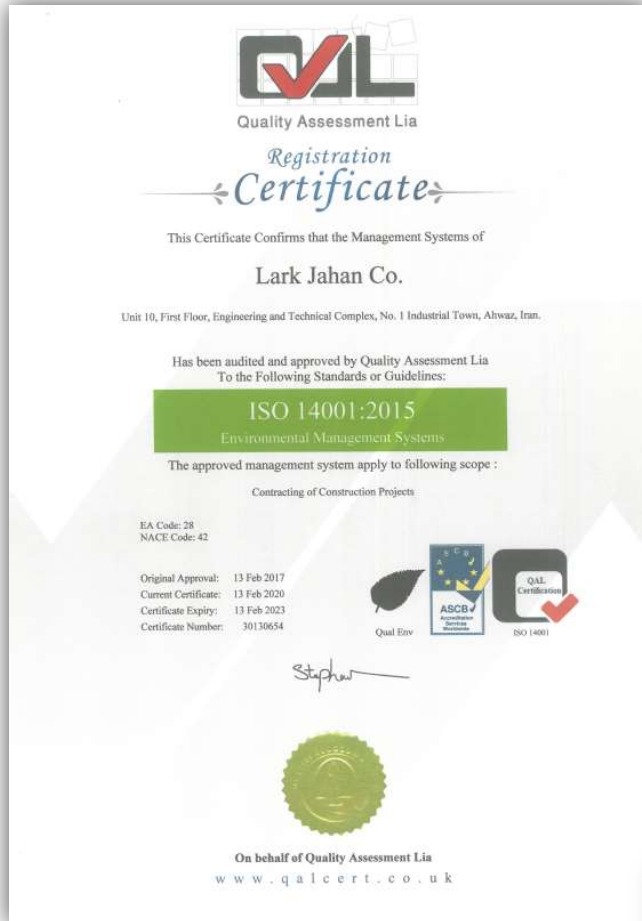 QAL
Quality Assessment Lia
Registration
Certificate
This Certificate Confirms that the Management Systems of
Lark Jahan Co.
Unit 10, First Floor, Engineering and Technical Complex, No. 1 Industrial Town, Ahwaz, Iran.
Has been audited and approved by Quality Assessment Lia
To the Following Standards or Guidelines:
ISO 14001:2015
Environmental Management Systems
The approved management system apply to following scope :
Contracting of Construction Projects
EA Code: 28
NACE Code: 42
Original Approval: 13 Feb 2017
Current Certificate: 13 Feb 2020
Certificate Expiry: 13 Feb 2023
Certificate Number: 30130654
Qual Env
ASCB
ASCB
Accreditation
Services
Worldwide
QAL
Certification
ISO 14001
Stephen
On behalf of Quality Assessment Lia
www.qalcert.co.uk